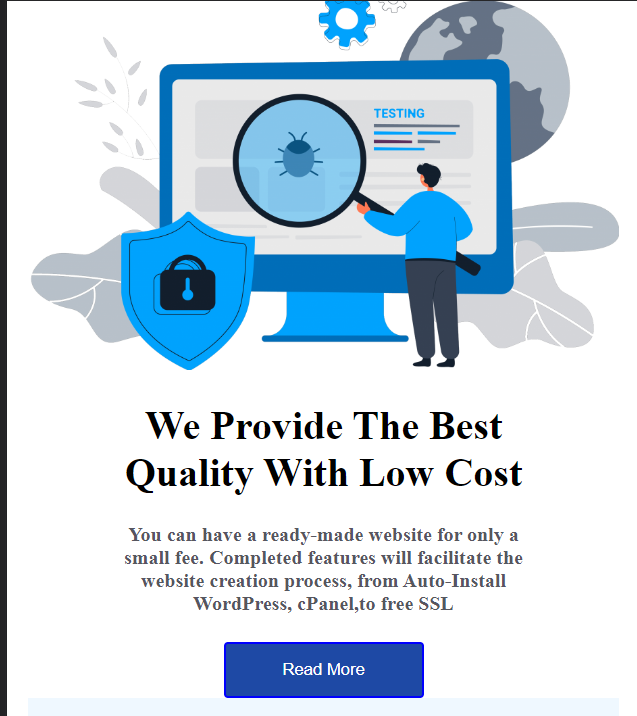 TESTING
We Provide The Best
Quality With Low Cost
You can have a ready-made website for only a
small fee. Completed features will facilitate the
website creation process, from Auto-Install
WordPress, cPanel,to free SSL
Read More